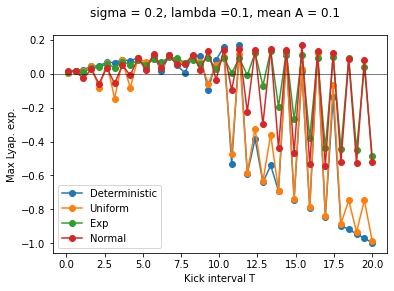 sigma = 0.2, lambda =0.1, mean A = 0.1
Max Lyap. exp.
0.2
0.0
−0.2
−0.4
−0.6
−0.8
−1.0
Deterministic
Uniform
Exp
Normal
0.0 2.5 5.0 7.5 10.0 12.5 15.0 17.5 20.0
Kick interval T